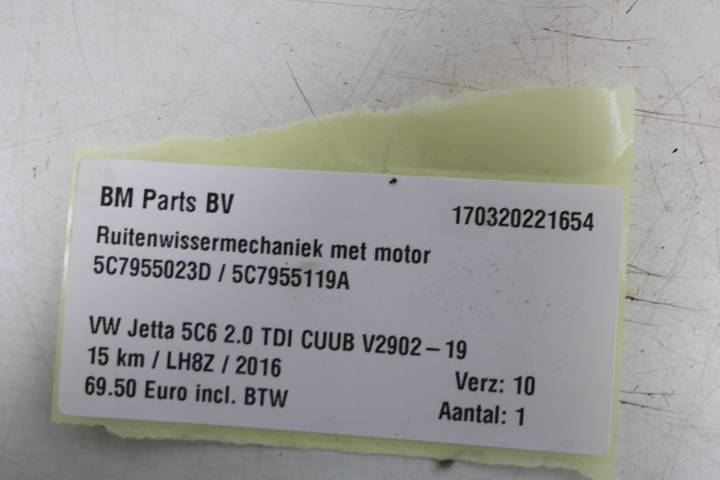 BM Parts BV 170320221654
Ruitenwissermechaniek met motor
5C7955023D / 5C7955119A
VW Jetta 5C6 2.0 TDI CUUB V2902-19
15 km / LH8Z / 2016 Verz: 10
69.50 Euro incl. BTW Aantal: 1